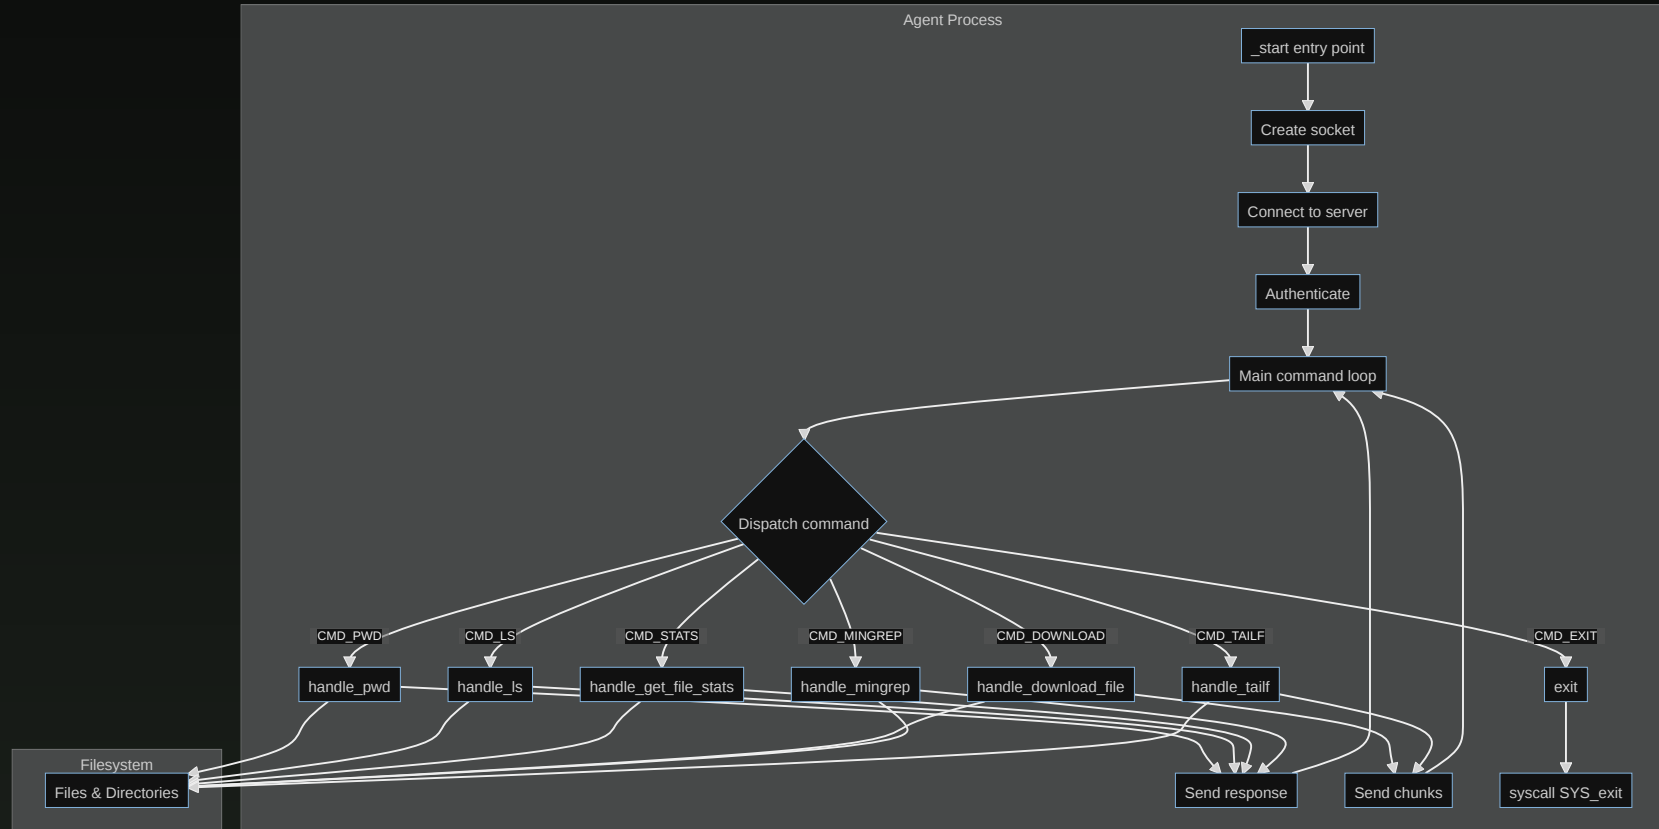 Agent Process
_start entry point
Create socket
Connect to server
Authenticate
Main command loop
Dispatch command
CMD_PWD
CMD_LS
CMD_STATS
CMD_MINGREP
CMD_DOWNLOAD
CMD_TAILF
CMD_EXIT
handle_pwd
handle_ls
handle_get_file_stats
handle_mingrep
handle_download_file
handle_tailf
exit
Filesystem
Files & Directories
Send response
Send chunks
syscall SYS_exit